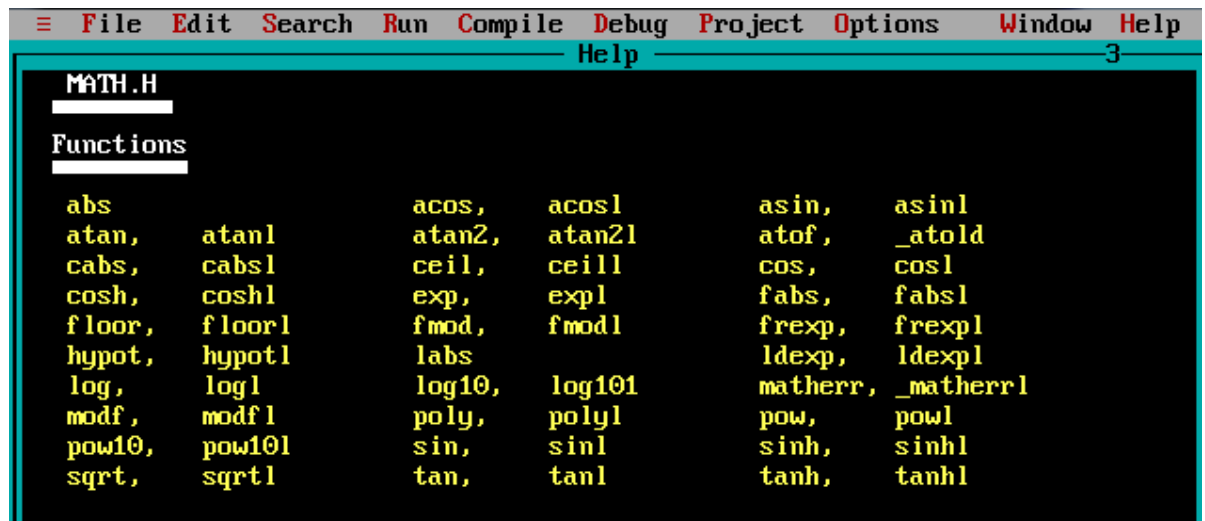 ≡ File Edit Search Run Compile Debug Project Options Window Help
Help 3
MATH.H
Functions
abs acos, acosl asin, asinl
atan, atanl atan2, atan2l atof, _atold
cabs, cabsl ceil, ceill cos, cosl
cosh, coshl exp, expl fabs, fabsl
floor, floorl fmod, fmodl frexp, frexpl
hypot, hypotl labs ldexp, ldexpl
log, logl log10, log101 matherr, _matherrl
modf, modfl poly, polyl pow, powl
pow10, pow10l sin, sinl sinh, sinhl
sqrt, sqrtl tan, tanl tanh, tanhl